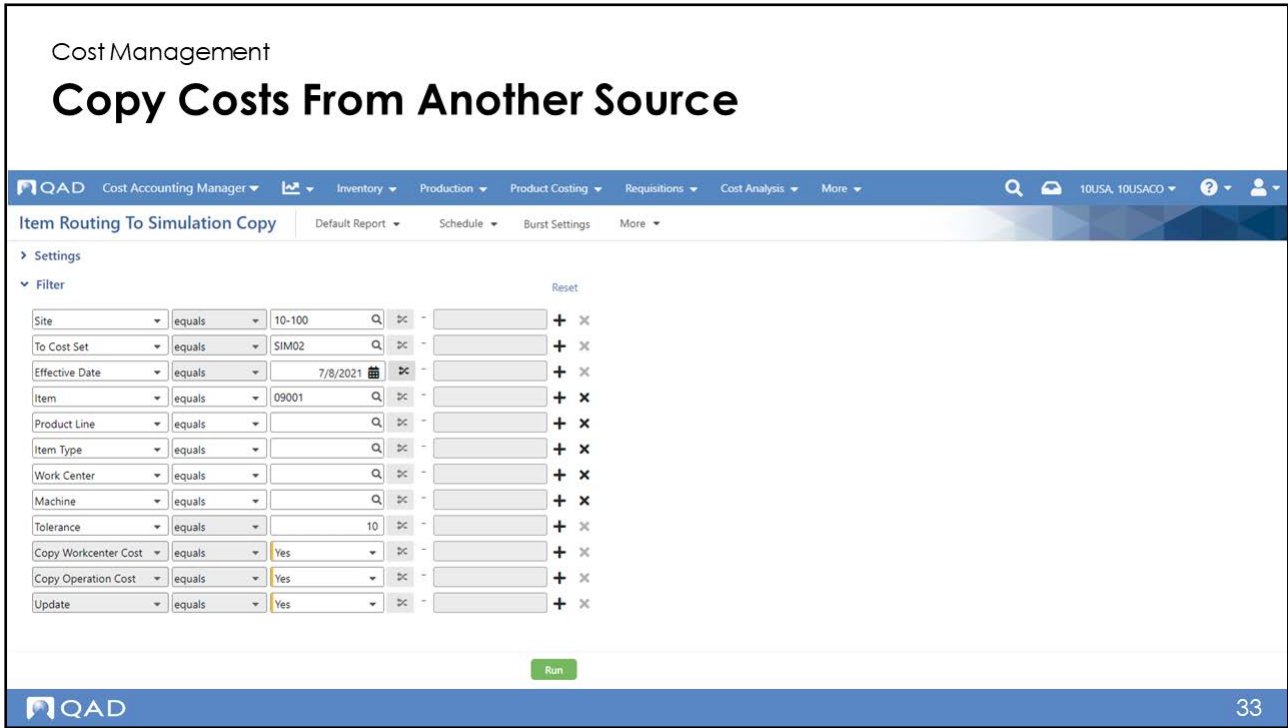 Cost Management
Copy Costs From Another Source
QAD Cost Accounting Manager Inventory Production Product Costing Requisitions Cost Analysis More 10USA, 10USACO
Item Routing To Simulation Copy Default Report Schedule Burst Settings More
Settings
Filter Reset
Site equals 10-100 -
To Cost Set equals SIM02 -
Effective Date equals 7/8/2021 -
Item equals 09001 -
Product Line equals -
Item Type equals -
Work Center equals -
Machine equals -
Tolerance equals 10 -
Copy Workcenter Cost equals Yes -
Copy Operation Cost equals Yes -
Update equals Yes -
Run
QAD 33